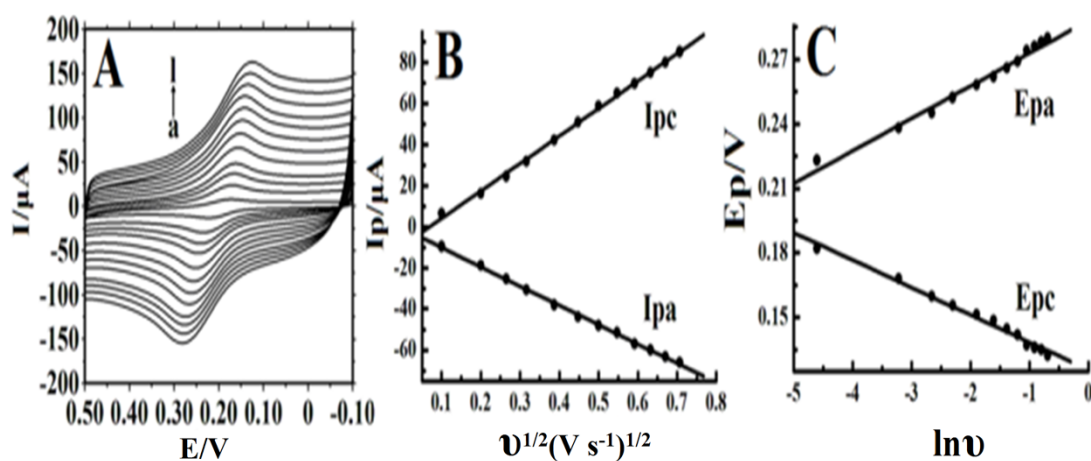 A
l
a
200
150
100
50
0
-50
-100
-150
-200
I/µA
0.50 0.40 0.30 0.20 0.10 0 -0.10
E/V
B
Ipc
Ipa
80
60
40
20
0
-20
-40
-60
Ip/µA
0.1 0.2 0.3 0.4 0.5 0.6 0.7 0.8
υ1/2(V s-1)1/2
C
Epa
Epc
0.27
0.24
0.21
0.18
0.15
Ep/V
-5 -4 -3 -2 -1 0
lnυ